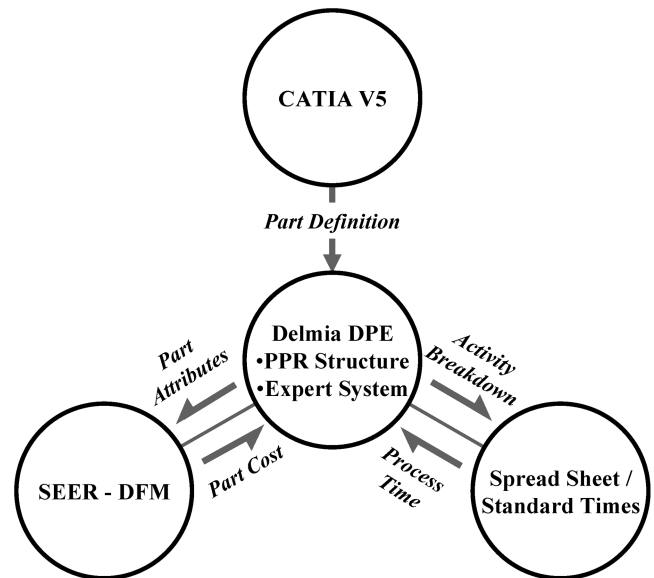 CATIA V5
Part Definition
Delmia DPE
•PPR Structure
•Expert System
Part
Attributes
Part Cost
Activity
Breakdown
Process
Time
SEER - DFM
Spread Sheet /
Standard Times